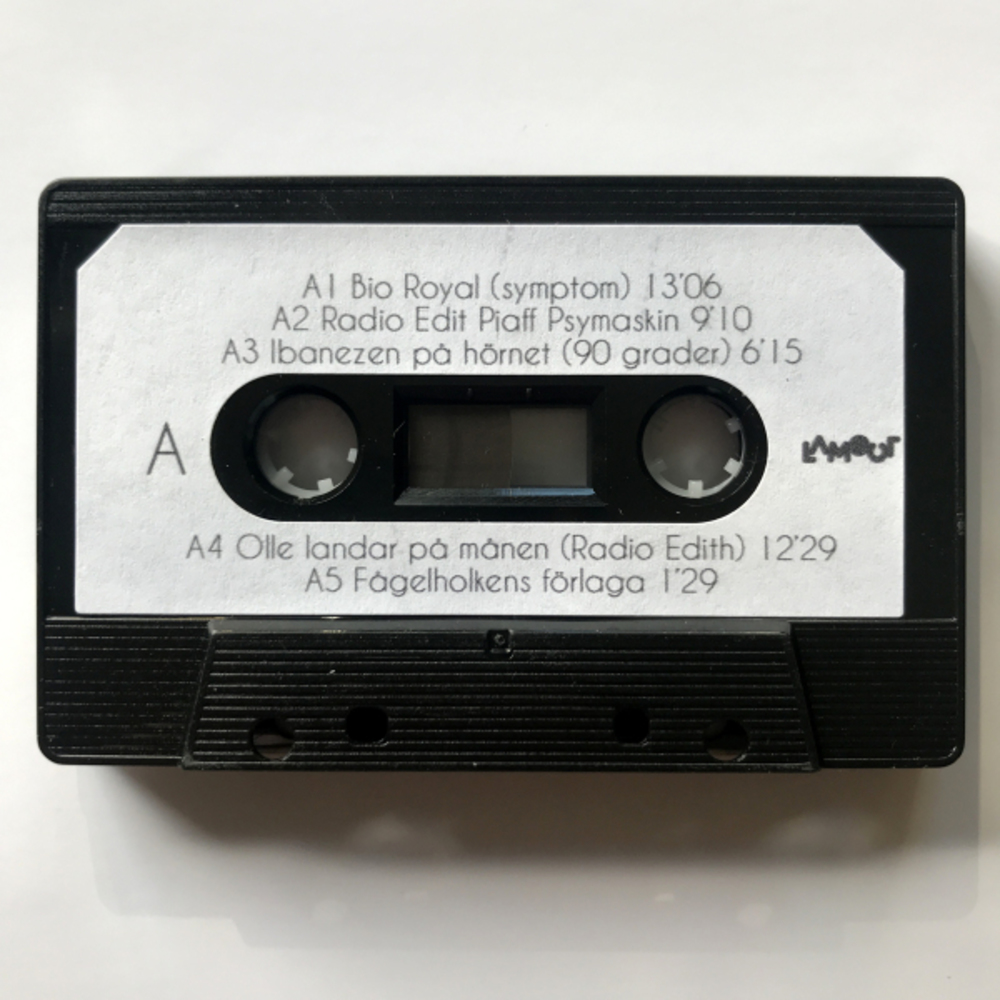 A1 Bio Royal (symptom) 13'06
A2 Radio Edit Piaff Psymaskin 9'10
A3 Ibanezen på hörnet (90 grader) 6'15
A
LAMOUR
A4 Olle landar på månen (Radio Edith) 12'29
A5 Fågelholkens förlaga 1'29